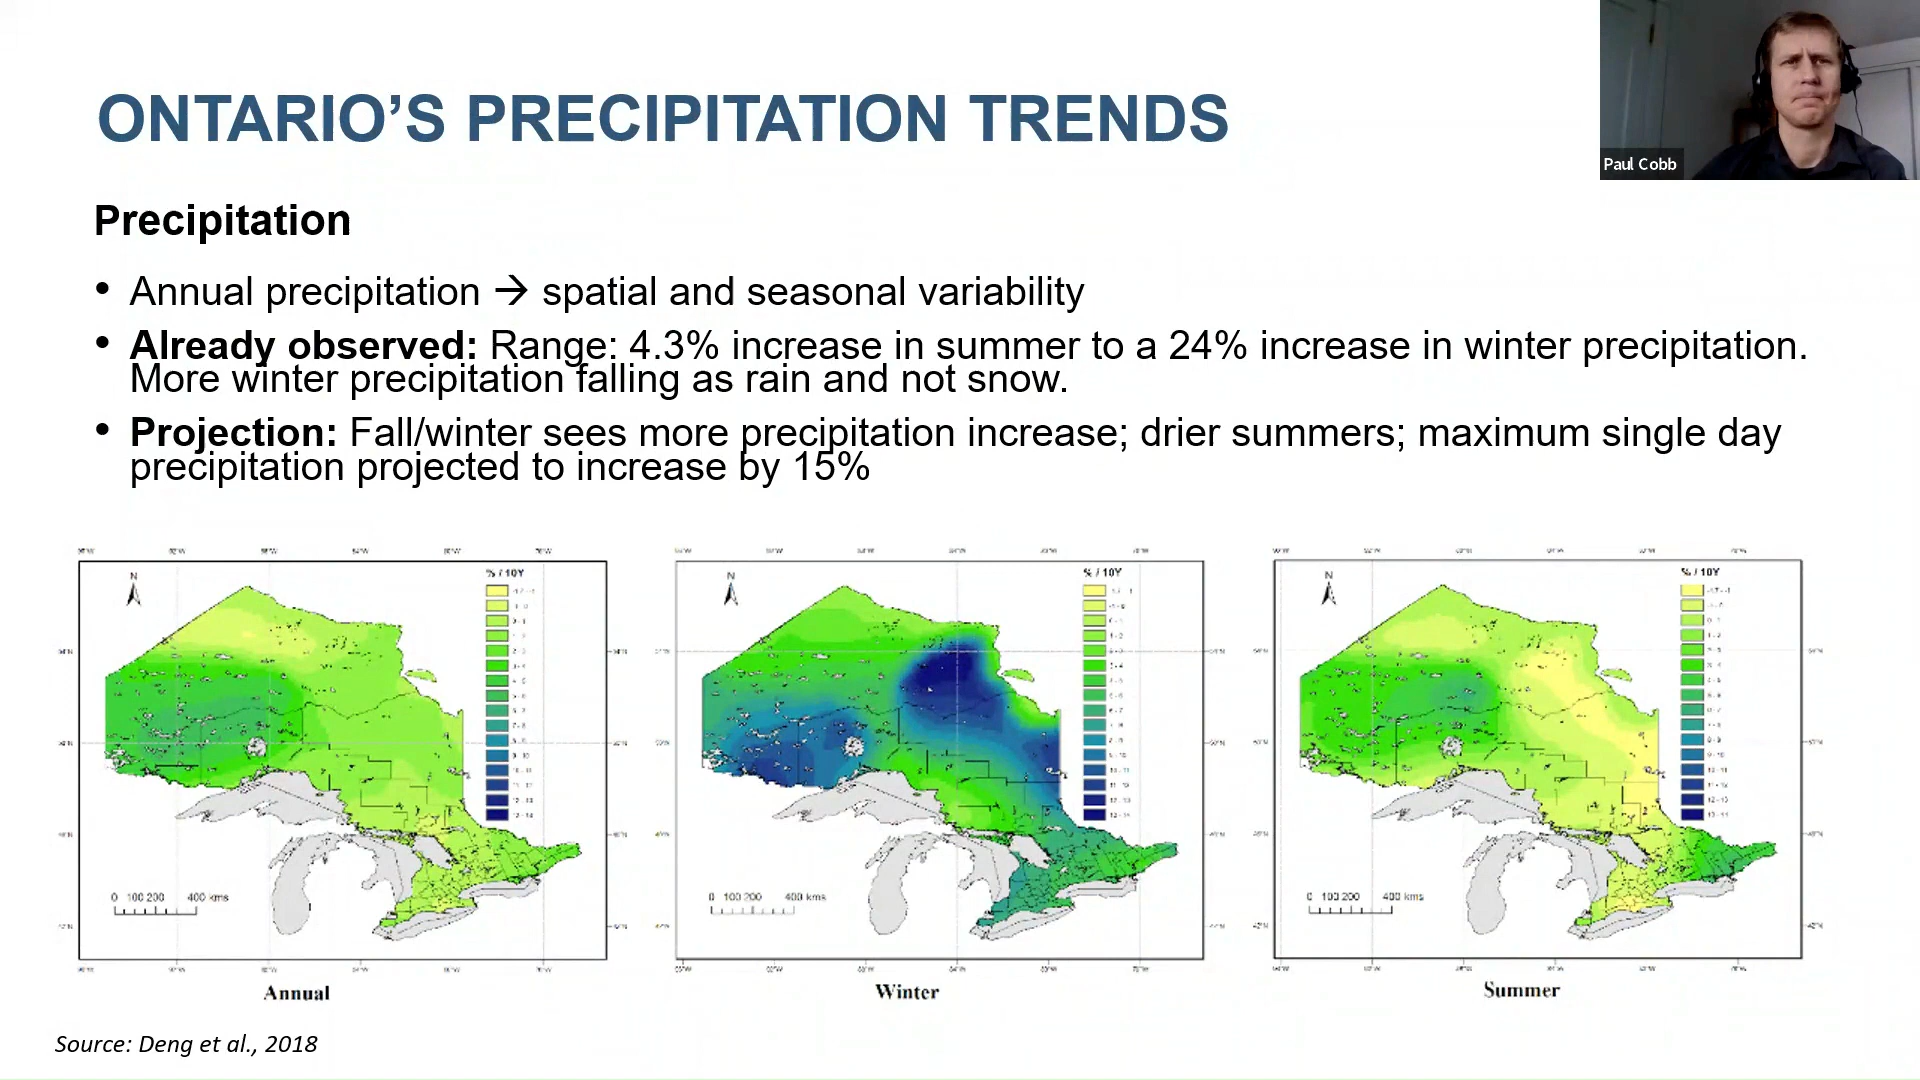 ONTARIO’S PRECIPITATION TRENDS
Paul Cobb
Precipitation
• Annual precipitation → spatial and seasonal variability
• Already observed: Range: 4.3% increase in summer to a 24% increase in winter precipitation.
More winter precipitation falling as rain and not snow.
• Projection: Fall/winter sees more precipitation increase; drier summers; maximum single day
precipitation projected to increase by 15%
N
% / 10Y
0 100 200 400 kms
Annual
N
% / 10Y
0 100 200 400 kms
Winter
N
% / 10Y
0 100 200 400 kms
Summer
Source: Deng et al., 2018